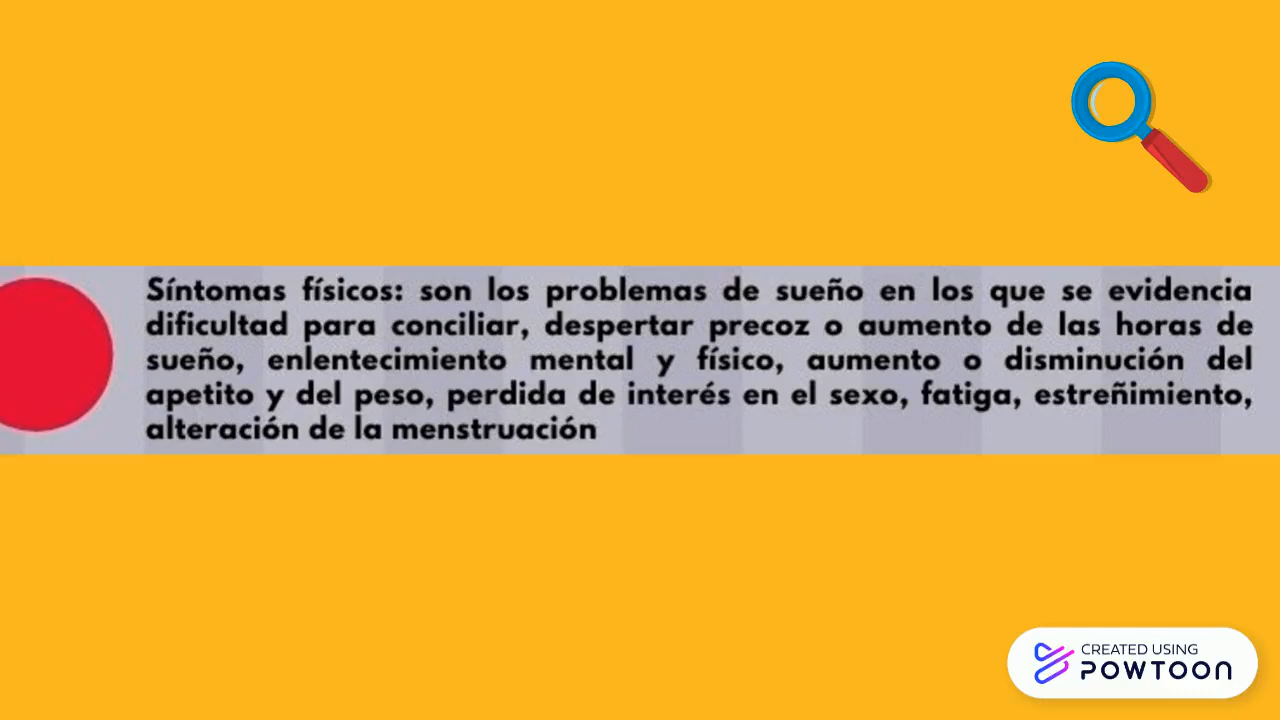 Síntomas físicos: son los problemas de sueño en los que se evidencia
dificultad para conciliar, despertar precoz o aumento de las horas de
sueño, enlentecimiento mental y físico, aumento o disminución del
apetito y del peso, perdida de interés en el sexo, fatiga, estreñimiento,
alteración de la menstruación
CREATED USING
POWTOON